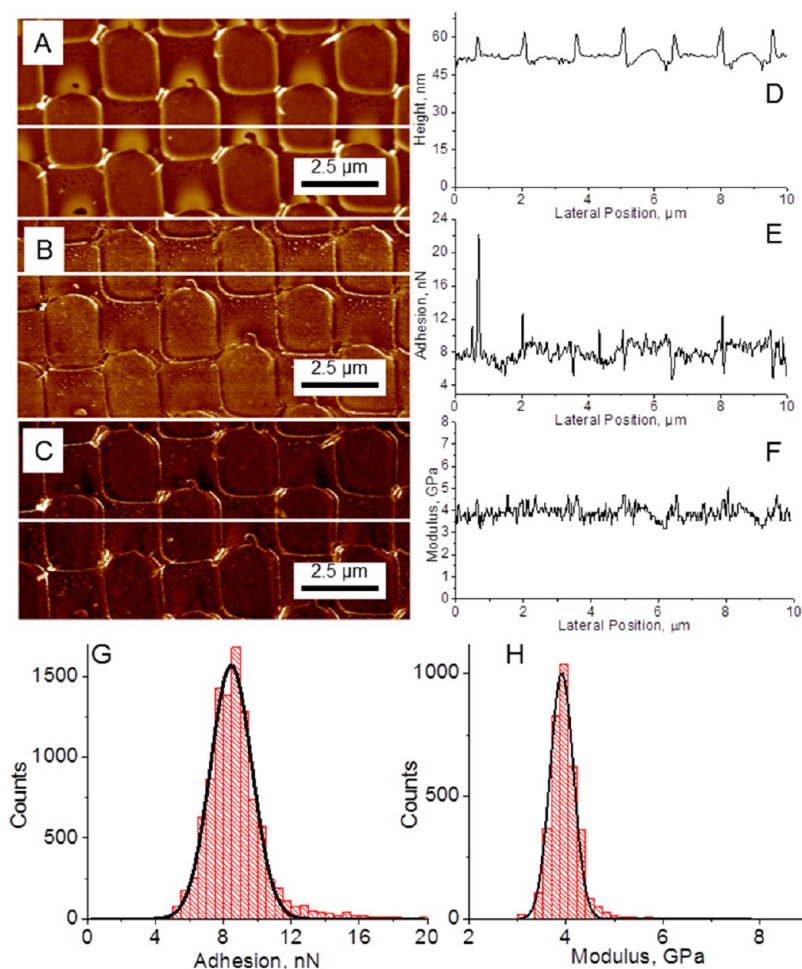 A
2.5 µm
B
2.5 µm
C
2.5 µm
60
45
30
15
0
Height, nm
D
0 2 4 6 8 10
Lateral Position, µm
24
20
16
12
8
4
Adhesion, nN
E
0 2 4 6 8 10
Lateral Position, µm
8
7
6
5
4
3
2
1
0
Modulus, GPa
F
0 2 4 6 8 10
Lateral Position, µm
G
1500
1000
500
0
Counts
0 4 8 12 16 20
Adhesion, nN
H
1000
500
0
Counts
2 4 6 8
Modulus, GPa